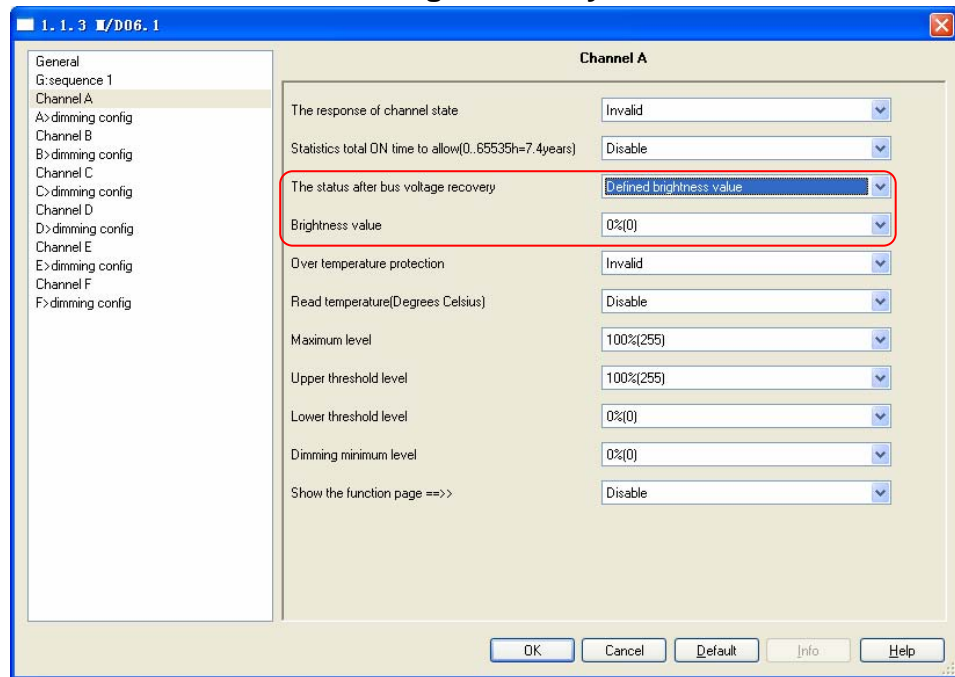 1. 1. 3 M/D06. 1
General
G:sequence 1
Channel A
A>dimming config
Channel B
B>dimming config
Channel C
C>dimming config
Channel D
D>dimming config
Channel E
E>dimming config
Channel F
F>dimming config
Channel A
The response of channel state Invalid
Statistics total ON time to allow(0..65535h=7.4years) Disable
The status after bus voltage recovery Defined brightness value
Brightness value 0%(0)
Over temperature protection Invalid
Read temperature(Degrees Celsius) Disable
Maximum level 100%(255)
Upper threshold level 100%(255)
Lower threshold level 0%(0)
Dimming minimum level 0%(0)
Show the function page ==>> Disable
OK Cancel Default Info Help